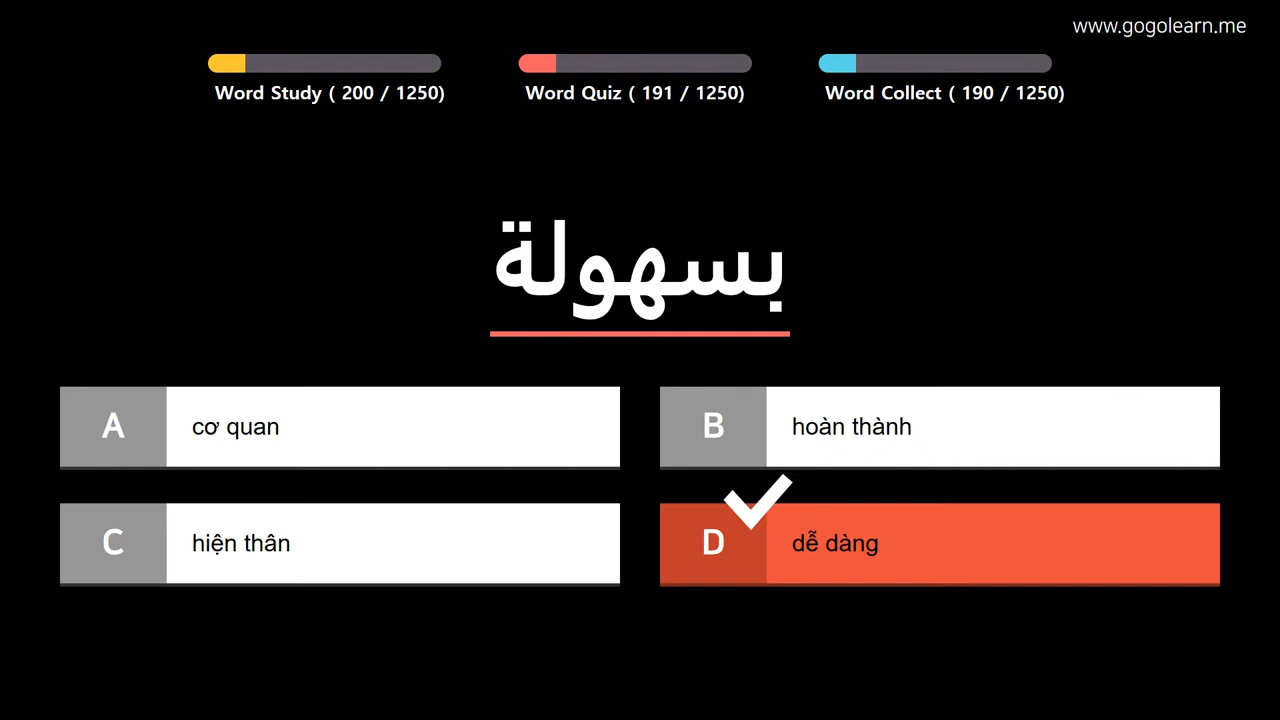 www.gogolearn.me
Word Study ( 200 / 1250)
Word Quiz ( 191 / 1250)
Word Collect ( 190 / 1250)
بسهولة
A
cơ quan
B
hoàn thành
C
hiện thân
D
dễ dàng